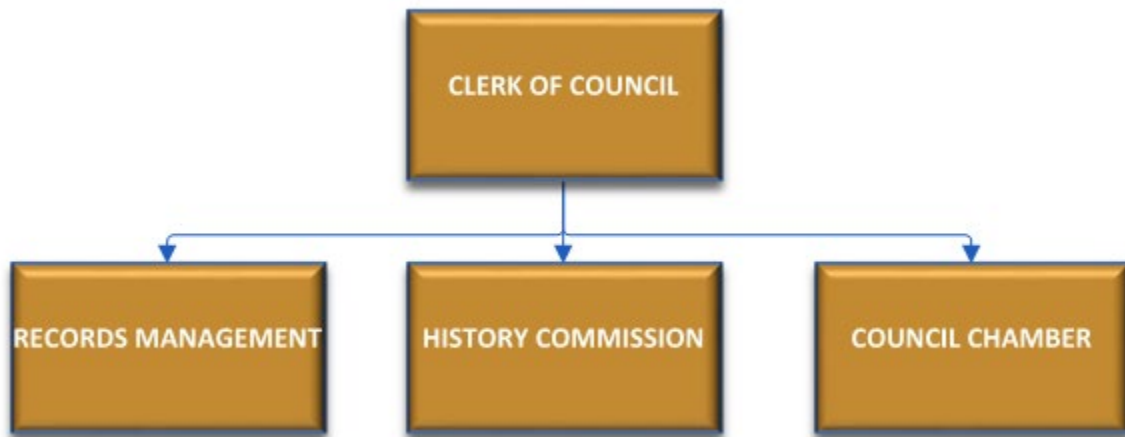 CLERK OF COUNCIL
RECORDS MANAGEMENT
HISTORY COMMISSION
COUNCIL CHAMBER